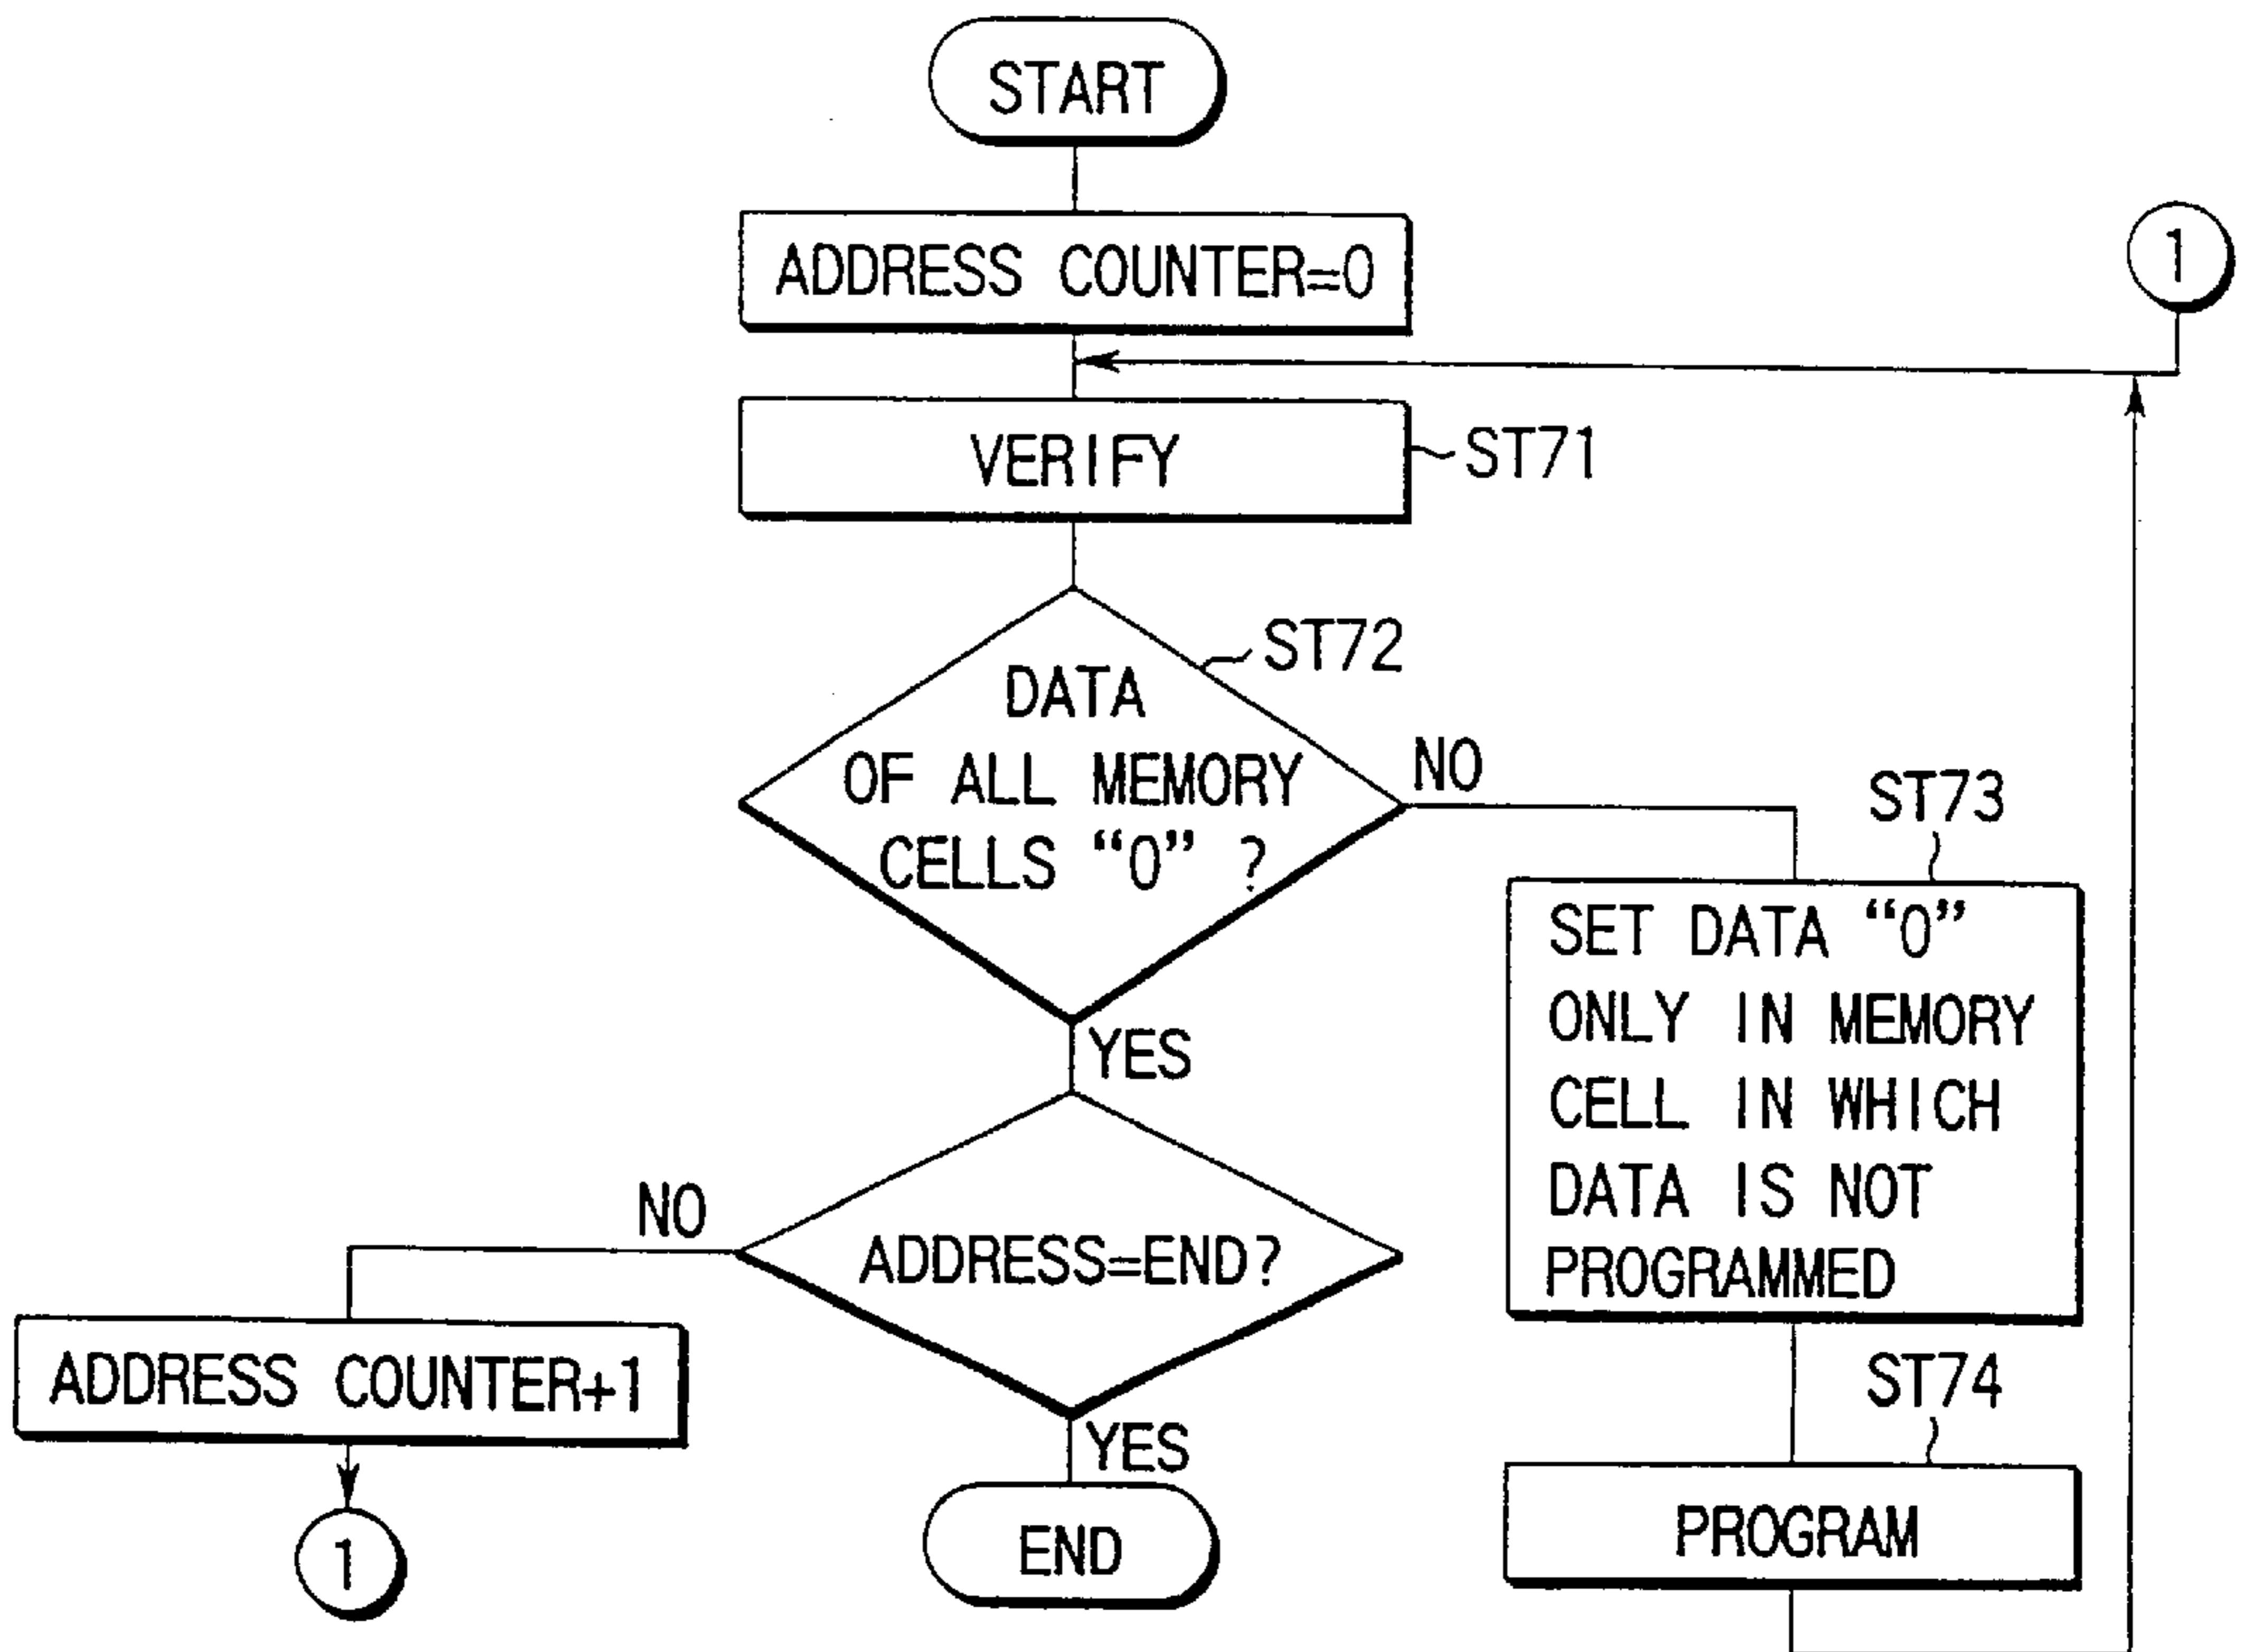 START
ADDRESS COUNTER=0
1
VERIFY
ST71
ST72
DATA
OF ALL MEMORY
CELLS “0” ?
NO
YES
ST73
SET DATA “0”
ONLY IN MEMORY
CELL IN WHICH
DATA IS NOT
PROGRAMMED
ADDRESS=END?
NO
YES
ADDRESS COUNTER+1
1
END
ST74
PROGRAM